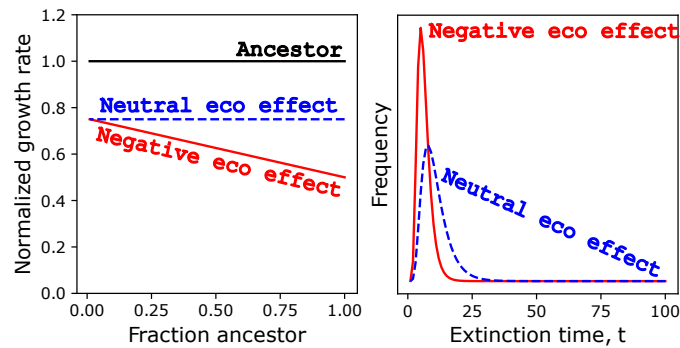 Normalized growth rate
1.2
1.0
0.8
0.6
0.4
0.2
0.0
Ancestor
Neutral eco effect
Negative eco effect
0.00 0.25 0.50 0.75 1.00
Fraction ancestor
Frequency
Negative eco effect
Neutral eco effect
0 25 50 75 100
Extinction time, t